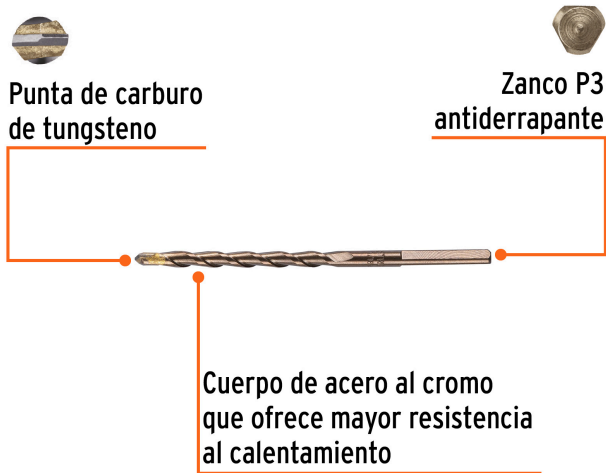 Punta de carburo
de tungsteno
Zanco P3
antiderrapante
Cuerpo de acero al cromo
que ofrece mayor resistencia
al calentamiento